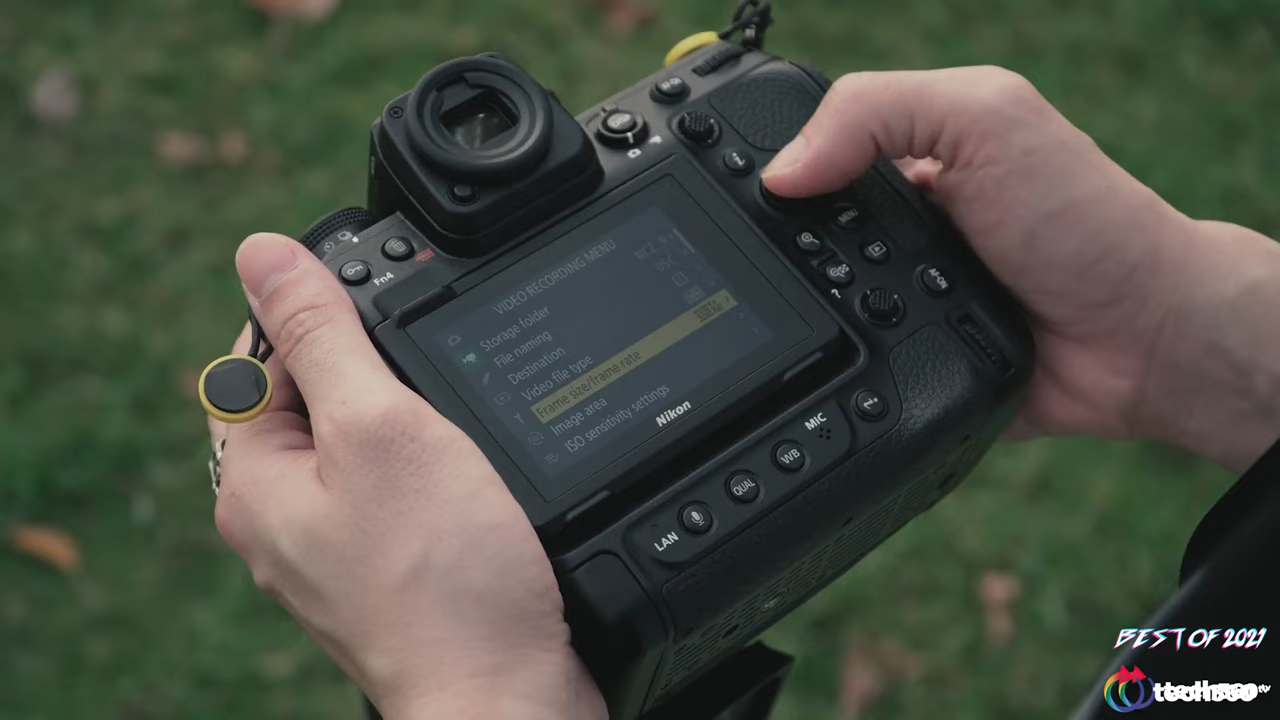 VIDEO RECORDING MENU
Storage folder
File naming
Destination
Video file type
Frame size/frame rate
Image area
ISO sensitivity settings
Nikon
Fn4
MENU
AF-ON
MIC
WB
QUAL
LAN
BEST OF 2021